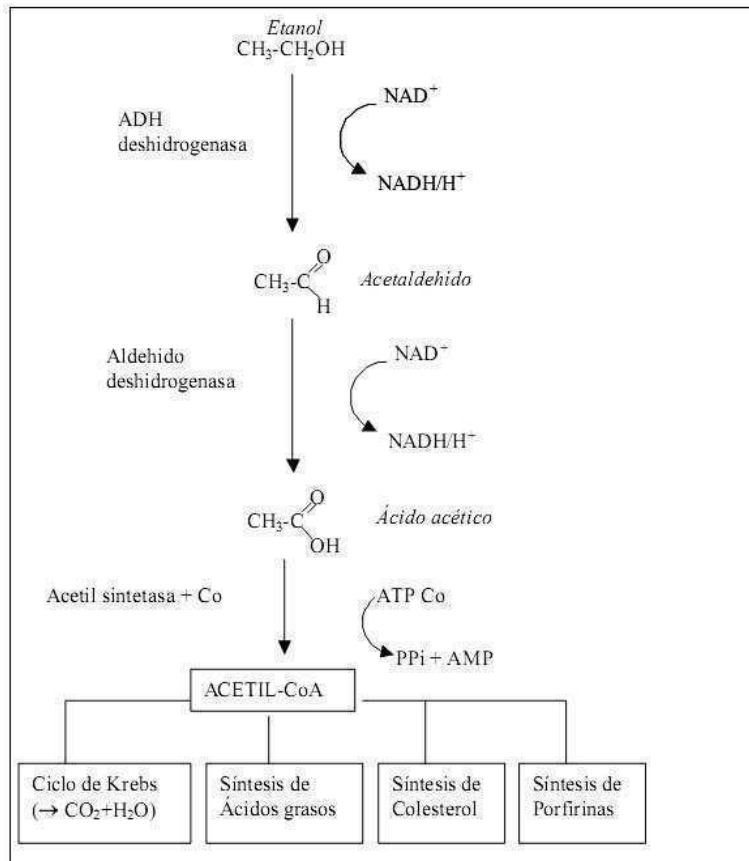 Etanol
CH₃-CH₂OH
NAD⁺
ADH
deshidrogenasa
NADH/H⁺
O
CH₃-C
H
Acetaldehído
Aldehido
deshidrogenasa
NAD⁺
NADH/H⁺
O
CH₃-C
OH
Ácido acético
Acetil sintetasa + Co
ATP Co
PPi + AMP
ACETIL-CoA
Ciclo de Krebs
(→ CO₂+H₂O)
Síntesis de
Ácidos grasos
Síntesis de
Colesterol
Síntesis de
Porfirinas